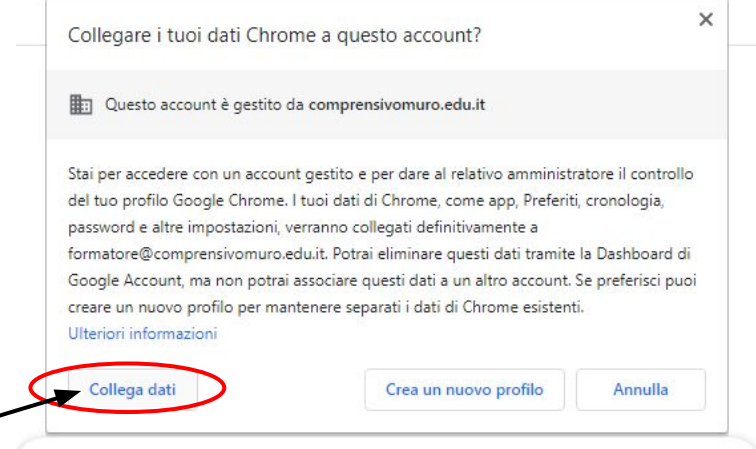 Collegare i tuoi dati Chrome a questo account?
Questo account è gestito da comprensivomuro.edu.it
Stai per accedere con un account gestito e per dare al relativo amministratore il controllo
del tuo profilo Google Chrome. I tuoi dati di Chrome, come app, Preferiti, cronologia,
password e altre impostazioni, verranno collegati definitivamente a
formatore@comprensivomuro.edu.it. Potrai eliminare questi dati tramite la Dashboard di
Google Account, ma non potrai associare questi dati a un altro account. Se preferisci puoi
creare un nuovo profilo per mantenere separati i dati di Chrome esistenti.
Ulteriori informazioni
Collega dati Crea un nuovo profilo Annulla